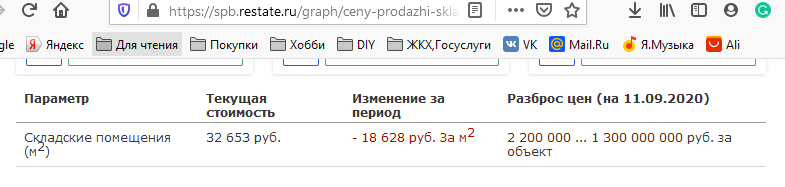 https://spb.restate.ru/graph/ceny-prodazhi-skla
gle Яндекс Для чтения Покупки Хобби DIY ЖКХ,Госуслуги VK Mail.Ru Я.Музыка Ali
Параметр Текущая стоимость Изменение за период Разброс цен (на 11.09.2020)
Складские помещения (м2) 32 653 руб. - 18 628 руб. За м2 2 200 000 ... 1 300 000 000 руб. за объект